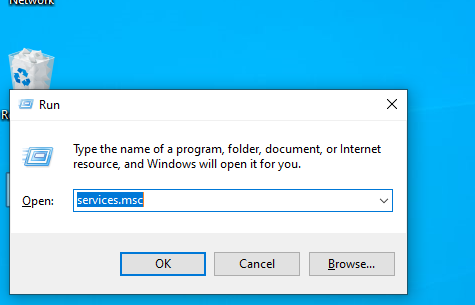 Network
Run
Type the name of a program, folder, document, or Internet
resource, and Windows will open it for you.
Open:
services.msc
OK
Cancel
Browse...